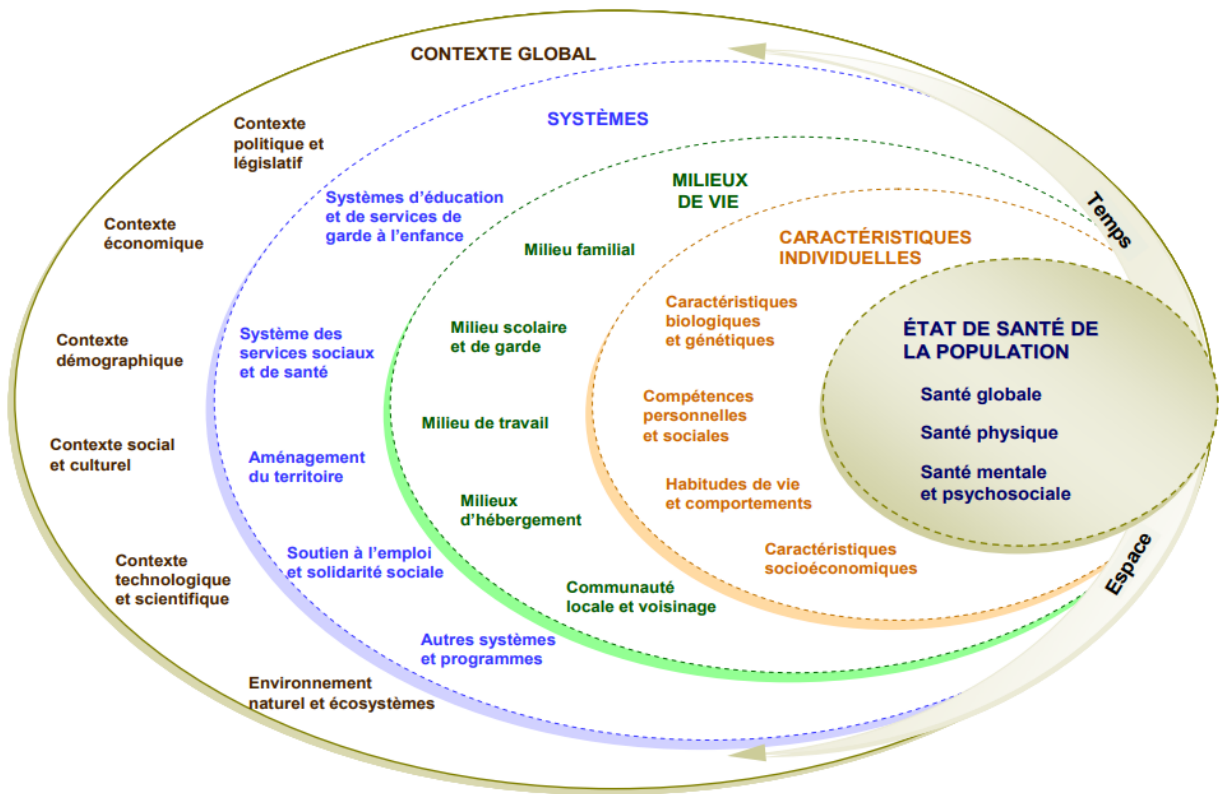 CONTEXTE GLOBAL
Contexte
politique et
législatif
Contexte
économique
Contexte
démographique
Contexte social
et culturel
Contexte
technologique
et scientifique
Environnement
naturel et écosystèmes
SYSTÈMES
Systèmes d'éducation
et de services de
garde à l'enfance
Système des
services sociaux
et de santé
Aménagement
du territoire
Soutien à l'emploi
et solidarité sociale
Autres systèmes
et programmes
MILIEUX
DE VIE
Milieu familial
Milieu scolaire
et de garde
Milieu de travail
Milieux
d'hébergement
Communauté
locale et voisinage
CARACTÉRISTIQUES
INDIVIDUELLES
Caractéristiques
biologiques
et génétiques
Compétences
personnelles
et sociales
Habitudes de vie
et comportements
Caractéristiques
socioéconomiques
ÉTAT DE SANTÉ DE
LA POPULATION
Santé globale
Santé physique
Santé mentale
et psychosociale
Temps
Espace